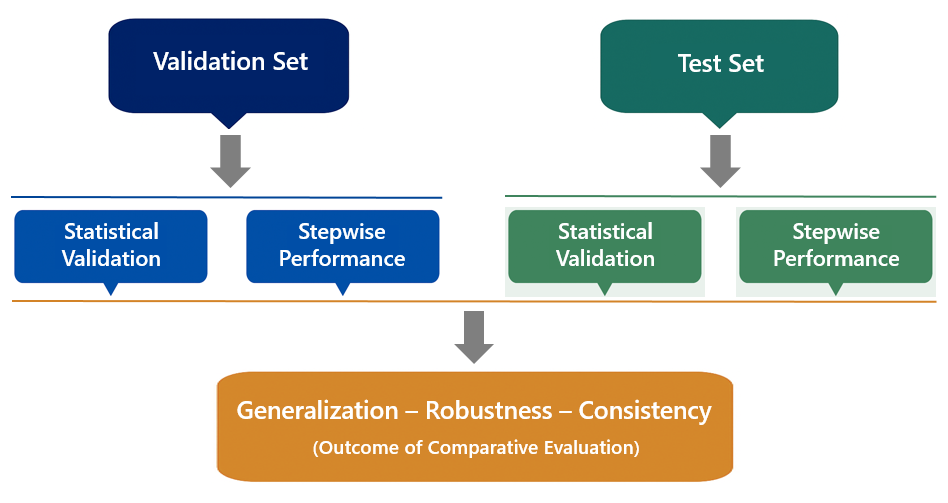 Validation Set
Test Set
Statistical
Validation
Stepwise
Performance
Statistical
Validation
Stepwise
Performance
Generalization – Robustness – Consistency
(Outcome of Comparative Evaluation)